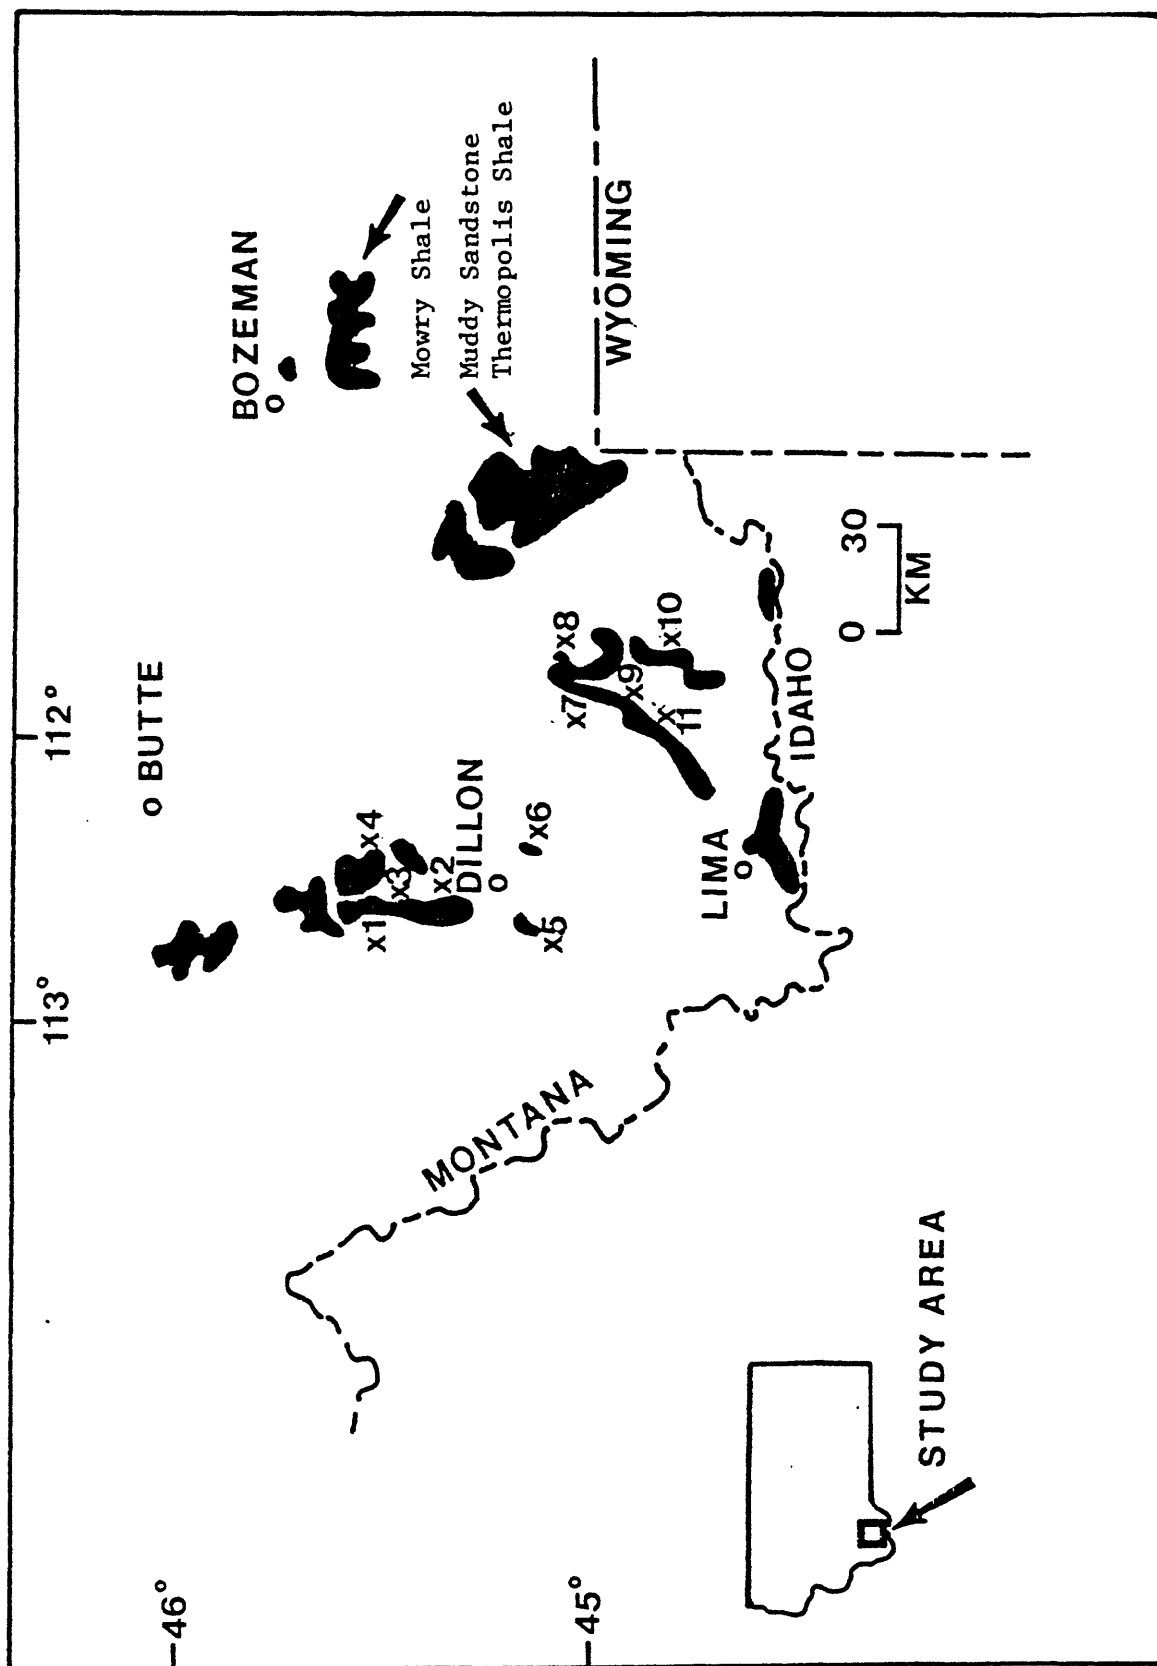 112°
113°
46°
45°
o BUTTE
BOZEMAN
o
Mowry Shale
Muddy Sandstone
Thermopolis Shale
WYOMING
x1
x2
x3
x4
DILLON
o
x5
x6
x7
x8
x9
x10
x
11
LIMA
o
IDAHO
MONTANA
0 30
KM
STUDY AREA